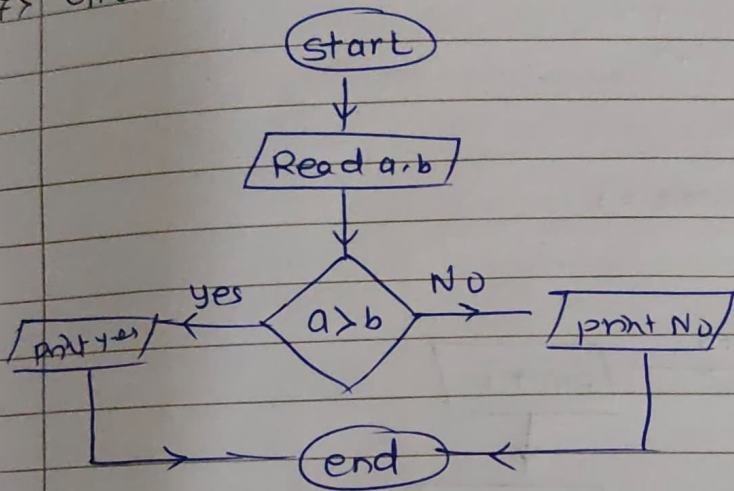 start
Read a,b
yes
No
a>b
print yes
print No
end